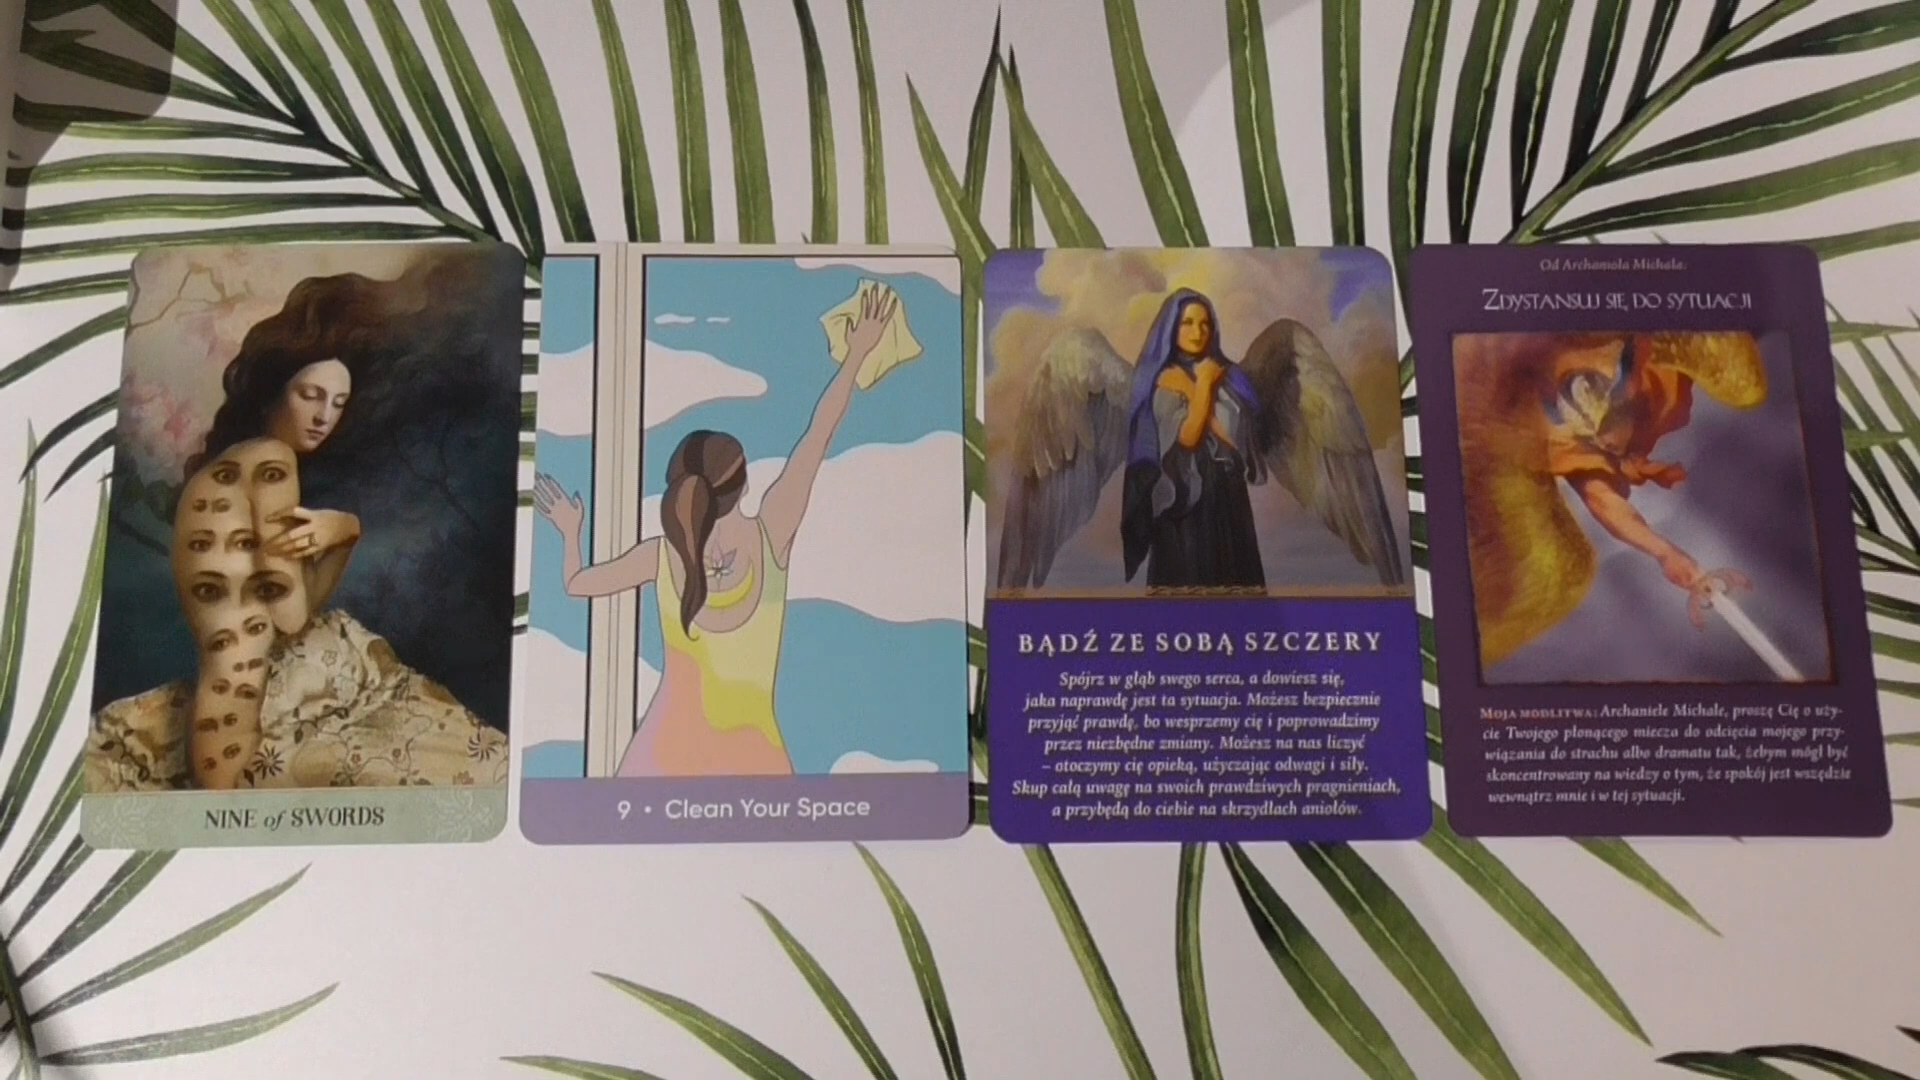 NINE of SWORDS
9 • Clean Your Space
BĄDŹ ZE SOBĄ SZCZERY
Spójrz w głąb swego serca, a dowiesz się,
jaka naprawdę jest ta sytuacja. Możesz bezpiecznie
przyjąć prawdę, bo wesprzemy cię i poprowadzimy
przez niezbędne zmiany. Możesz na nas liczyć
– otoczymy cię opieką, użyczając odwagi i siły.
Skup całą uwagę na swoich prawdziwych pragnieniach,
a przybędą do ciebie na skrzydłach aniołów.
Od Archanioła Michała:
ZDYSTANSUJ SIĘ DO SYTUACJI
MOJA MODLITWA: Archaniele Michale, proszę Cię o uży-
cie Twojego płonącego miecza do odcięcia mojego przy-
wiązania do strachu albo dramatu tak, żebym mógł być
skoncentrowany na wiedzy o tym, że spokój jest wszędzie
wewnątrz mnie i w tej sytuacji.